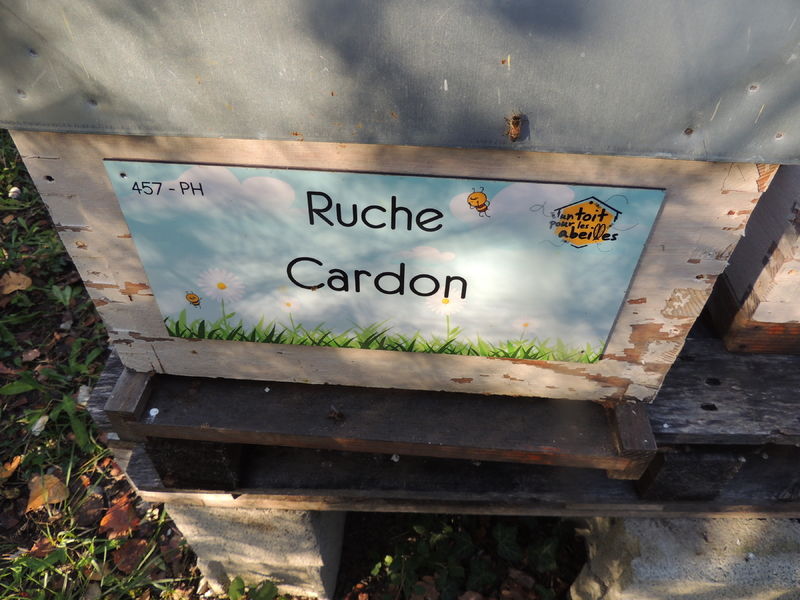 457 - PH
Ruche
Cardon
un toit
pour les
abeilles